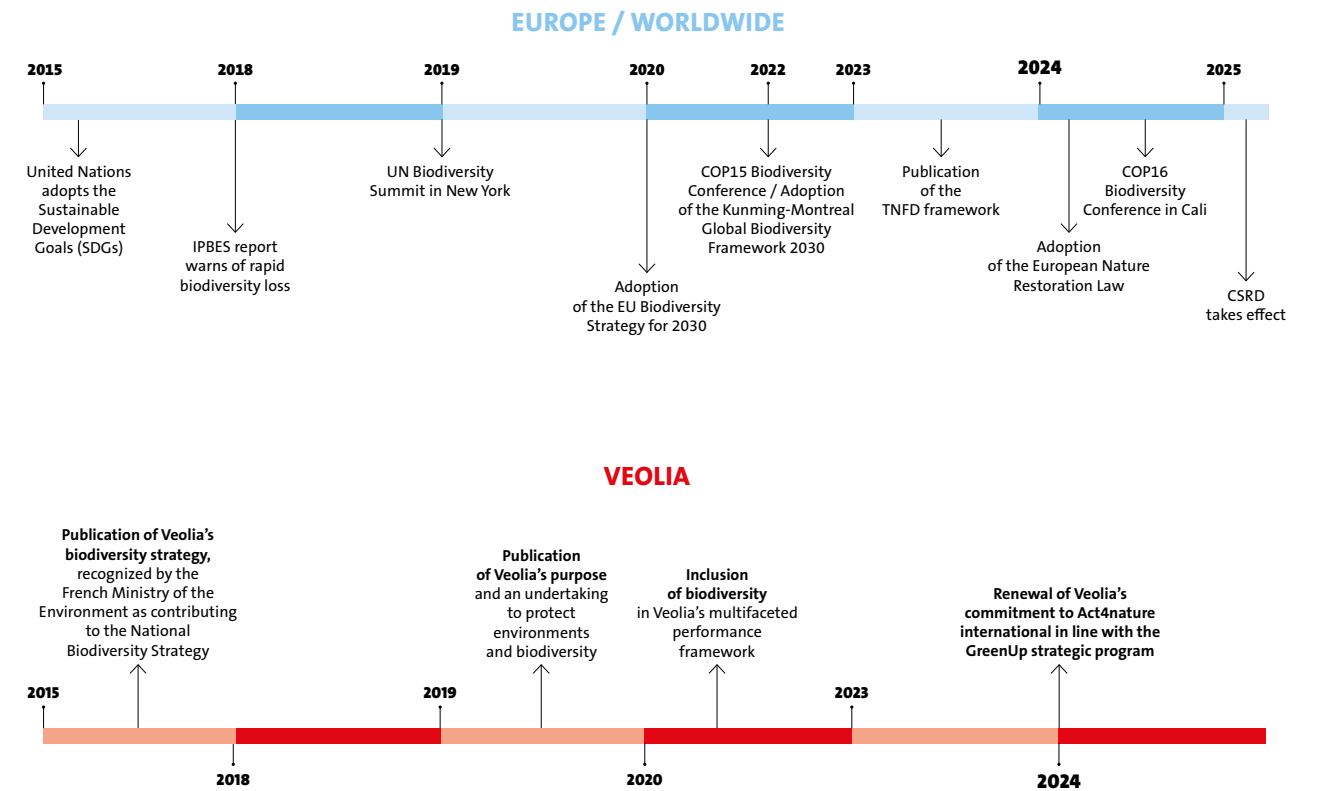 EUROPE / WORLDWIDE
2015
2018
2019
2020
2022
2023
2024
2025
United Nations
adopts the
Sustainable
Development
Goals (SDGs)
IPBES report
warns of rapid
biodiversity loss
UN Biodiversity
Summit in New York
Adoption
of the EU Biodiversity
Strategy for 2030
COP15 Biodiversity
Conference / Adoption
of the Kunming-Montreal
Global Biodiversity
Framework 2030
Publication
of the
TNFD framework
Adoption
of the European Nature
Restoration Law
COP16
Biodiversity
Conference in Cali
CSRD
takes effect
VEOLIA
Publication of Veolia’s
biodiversity strategy,
recognized by the
French Ministry of the
Environment as contributing
to the National
Biodiversity Strategy
Publication
of Veolia’s purpose
and an undertaking
to protect
environments
and biodiversity
Inclusion
of biodiversity
in Veolia’s multifaceted
performance
framework
Renewal of Veolia’s
commitment to Act4nature
international in line with the
GreenUp strategic program
2015
2019
2023
2018
2020
2024